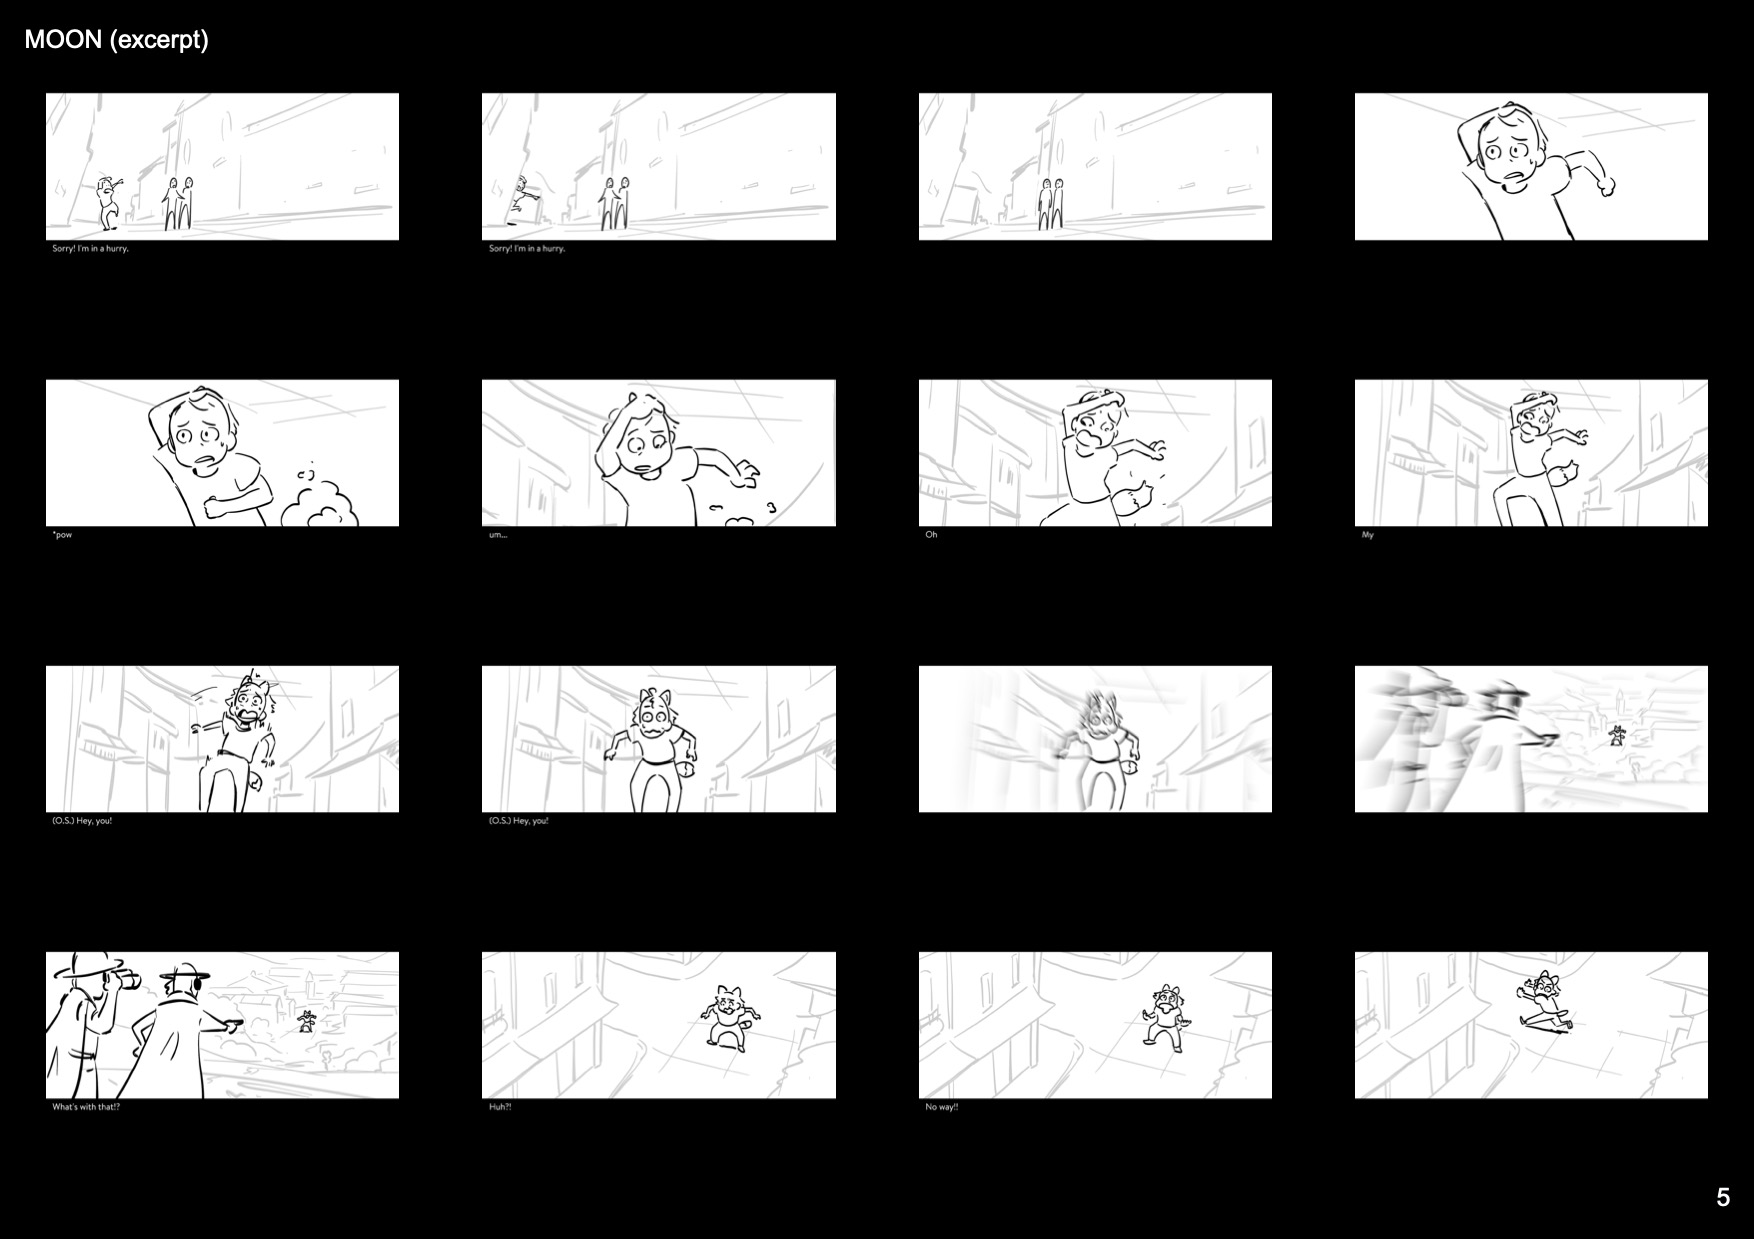 MOON (excerpt)
Sorry! I'm in a hurry.
Sorry! I'm in a hurry.
*pow
um...
Oh
My
(O.S.) Hey, you!
(O.S.) Hey, you!
What's with that!?
Huh?!
No way!!
5